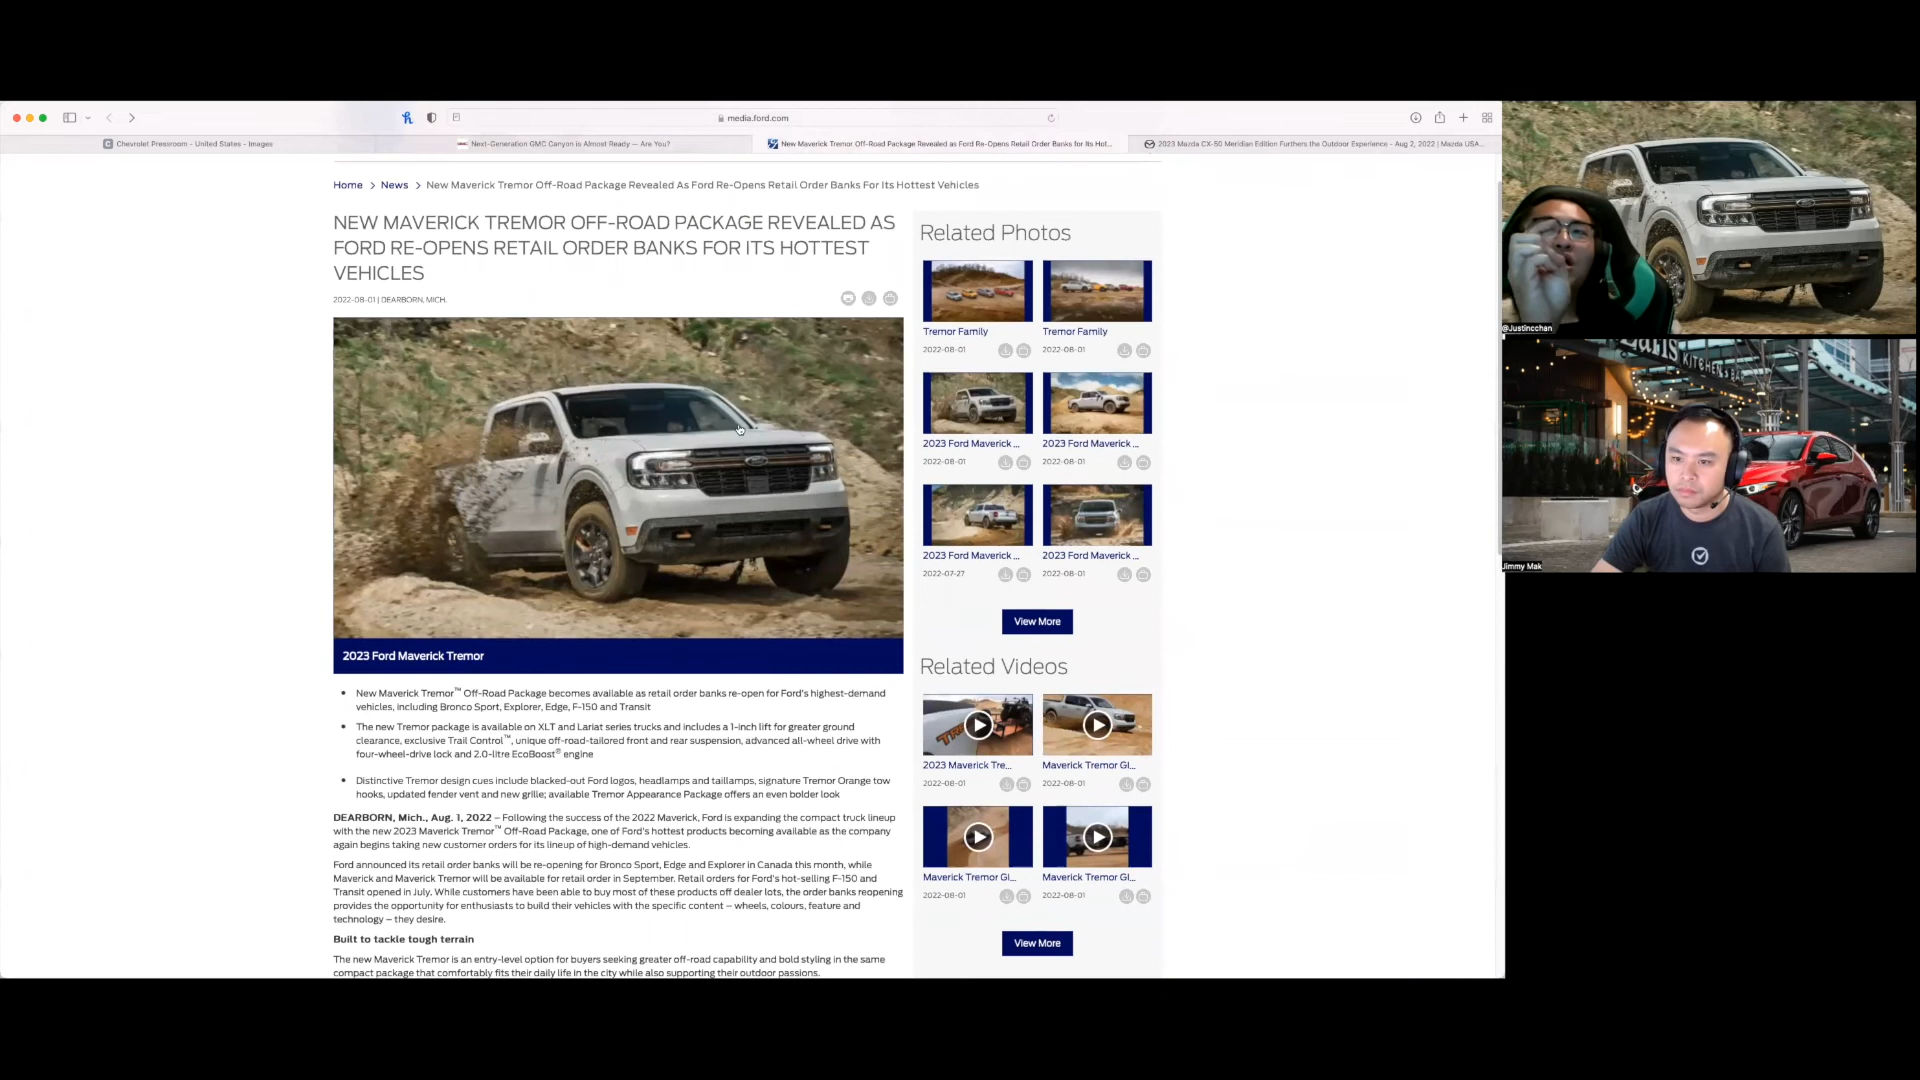 media.ford.com
Chevrolet Pressroom - United States - Images
Next-Generation GMC Canyon is Almost Ready — Are You?
New Maverick Tremor Off-Road Package Revealed as Ford Re-Opens Retail Order Banks for Its Hot...
2023 Mazda CX-50 Meridian Edition Furthers the Outdoor Experience - Aug 2, 2022 | Mazda USA...
Home > News > New Maverick Tremor Off-Road Package Revealed As Ford Re-Opens Retail Order Banks For Its Hottest Vehicles
NEW MAVERICK TREMOR OFF-ROAD PACKAGE REVEALED AS
FORD RE-OPENS RETAIL ORDER BANKS FOR ITS HOTTEST
VEHICLES
2022-08-01 | DEARBORN, MICH.
2023 Ford Maverick Tremor
• New Maverick Tremor™ Off-Road Package becomes available as retail order banks re-open for Ford's highest-demand
vehicles, including Bronco Sport, Explorer, Edge, F-150 and Transit
• The new Tremor package is available on XLT and Lariat series trucks and includes a 1-inch lift for greater ground
clearance, exclusive Trail Control™, unique off-road-tailored front and rear suspension, advanced all-wheel drive with
four-wheel-drive lock and 2.0-litre EcoBoost® engine
• Distinctive Tremor design cues include blacked-out Ford logos, headlamps and taillamps, signature Tremor Orange tow
hooks, updated fender vent and new grille; available Tremor Appearance Package offers an even bolder look
DEARBORN, Mich., Aug. 1, 2022 – Following the success of the 2022 Maverick, Ford is expanding the compact truck lineup
with the new 2023 Maverick Tremor™ Off-Road Package, one of Ford's hottest products becoming available as the company
again begins taking new customer orders for its lineup of high-demand vehicles.
Ford announced its retail order banks will be re-opening for Bronco Sport, Edge and Explorer in Canada this month, while
Maverick and Maverick Tremor will be available for retail order in September. Retail orders for Ford's hot-selling F-150 and
Transit opened in July. While customers have been able to buy most of these products off dealer lots, the order banks reopening
provides the opportunity for enthusiasts to build their vehicles with the specific content – wheels, colours, feature and
technology – they desire.
Built to tackle tough terrain
The new Maverick Tremor is an entry-level option for buyers seeking greater off-road capability and bold styling in the same
compact package that comfortably fits their daily life in the city while also supporting their outdoor passions.
Related Photos
Tremor Family
Tremor Family
2022-08-01
2022-08-01
2023 Ford Maverick ...
2023 Ford Maverick ...
2022-08-01
2022-08-01
2023 Ford Maverick ...
2023 Ford Maverick ...
2022-07-27
2022-08-01
View More
Related Videos
2023 Maverick Tre...
Maverick Tremor Gl...
2022-08-01
2022-08-01
Maverick Tremor Gl...
Maverick Tremor Gl...
2022-08-01
2022-08-01
View More
@Justincchan
KITCHEN & BAR
Jimmy Mak